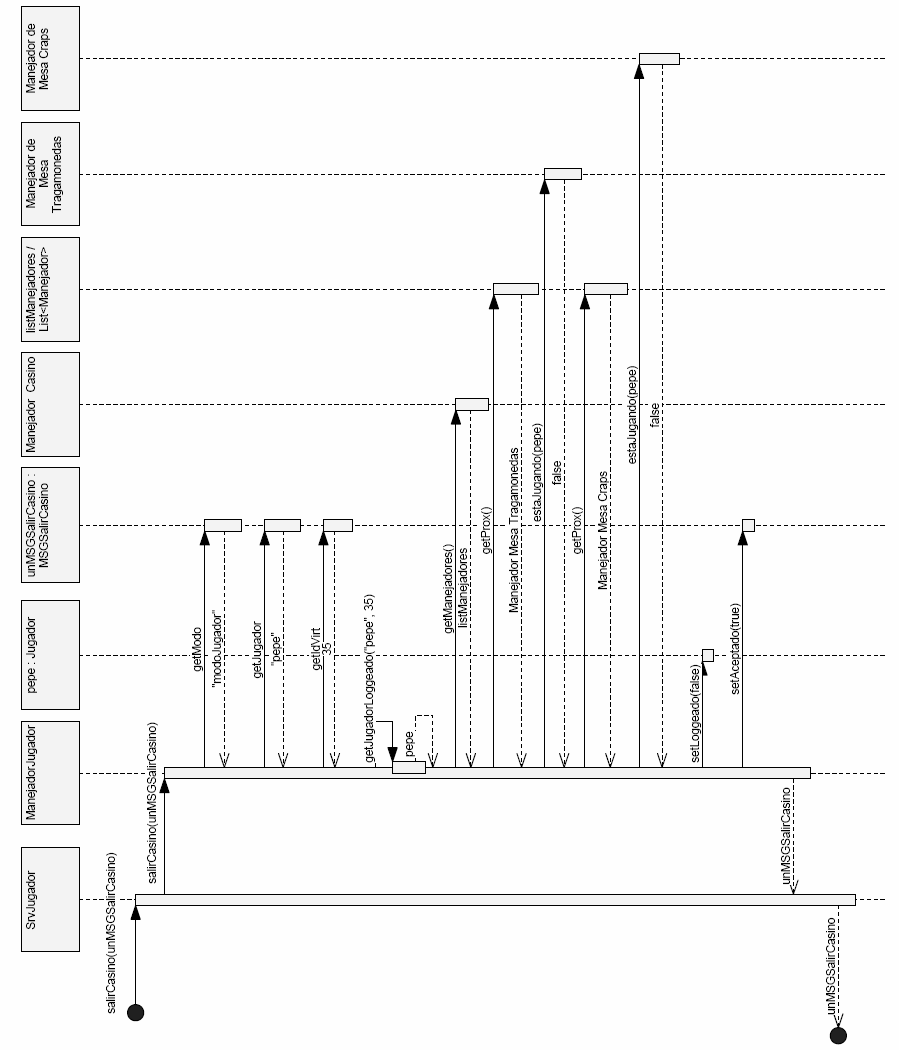 Manejador de
Mesa Craps
Manejador de
Mesa
Tragamonedas
listManejadores /
List<Manejador>
Manejador Casino
unMSGSalirCasino :
MSGSalirCasino
pepe : Jugador
ManejadorJugador
SrvJugador
salirCasino(unMSGSalirCasino)
salirCasino(unMSGSalirCasino)
getModo
"modoJugador"
getJugador
"pepe"
getIdVirt
35
getJugadorLoggeado("pepe", 35)
pepe
getManejadores()
listManejadores
getProx()
Manejador Mesa Tragamonedas
estaJugando(pepe)
false
getProx()
Manejador Mesa Craps
estaJugando(pepe)
false
setLoggeado(false)
setAceptado(true)
unMSGSalirCasino
unMSGSalirCasino